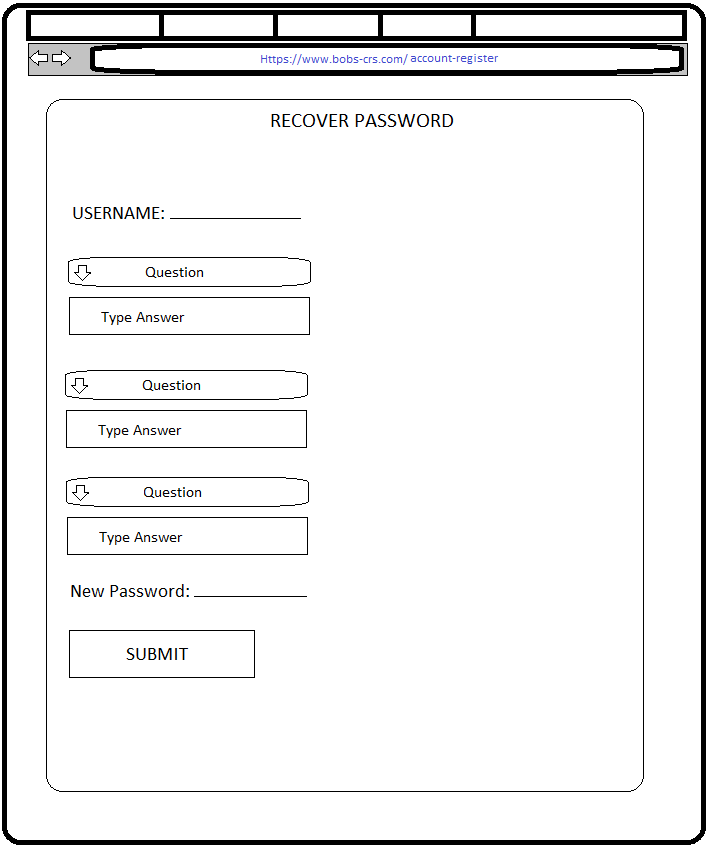 Https://www.bobs-crs.com/ account-register
RECOVER PASSWORD
USERNAME:
Question
Type Answer
Question
Type Answer
Question
Type Answer
New Password:
SUBMIT